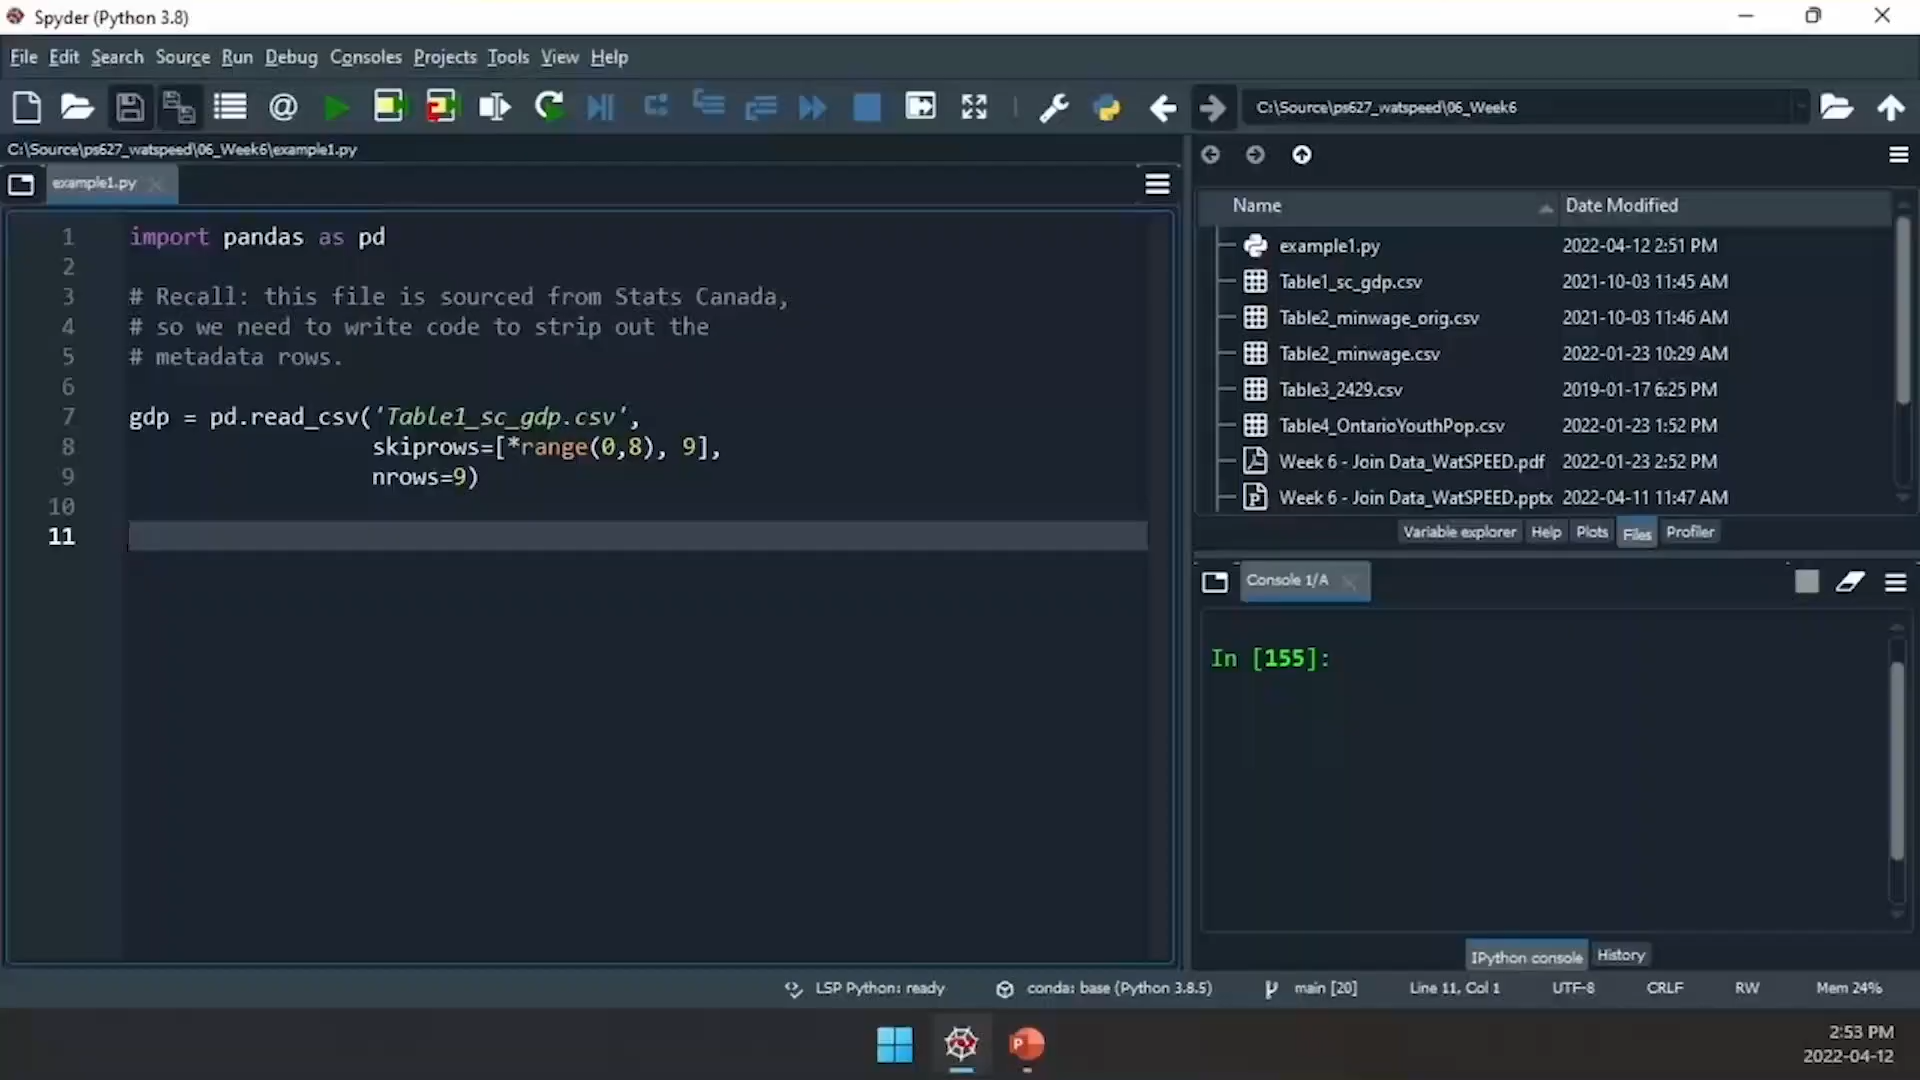 Spyder (Python 3.8)
File Edit Search Source Run Debug Consoles Projects Tools View Help
C:\Source\ps627_watspeed\06_Week6
C:\Source\ps627_watspeed\06_Week6\example1.py
example1.py
1 import pandas as pd
2
3 # Recall: this file is sourced from Stats Canada,
4 # so we need to write code to strip out the
5 # metadata rows.
6
7 gdp = pd.read_csv('Table1_sc_gdp.csv',
8 skiprows=[*range(0,8), 9],
9 nrows=9)
10
11
Name Date Modified
example1.py 2022-04-12 2:51 PM
Table1_sc_gdp.csv 2021-10-03 11:45 AM
Table2_minwage_orig.csv 2021-10-03 11:46 AM
Table2_minwage.csv 2022-01-23 10:29 AM
Table3_2429.csv 2019-01-17 6:25 PM
Table4_OntarioYouthPop.csv 2022-01-23 1:52 PM
Week 6 - Join Data_WatSPEED.pdf 2022-01-23 2:52 PM
Week 6 - Join Data_WatSPEED.pptx 2022-04-11 11:47 AM
Variable explorer Help Plots Files Profiler
Console 1/A
In [155]:
IPython console History
LSP Python: ready conda: base (Python 3.8.5) main [20] Line 11, Col 1 UTF-8 CRLF RW Mem 24%
2:53 PM
2022-04-12